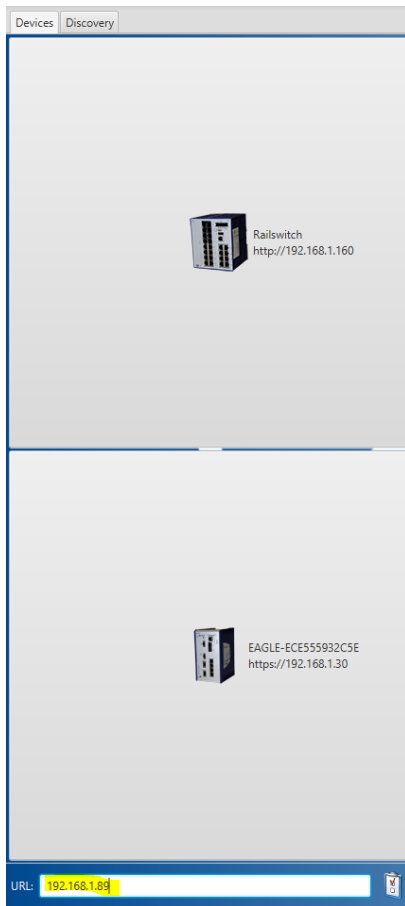 Devices Discovery
Railswitch
http://192.168.1.160
EAGLE-ECE555932C5E
https://192.168.1.30
URL: 192.168.1.89